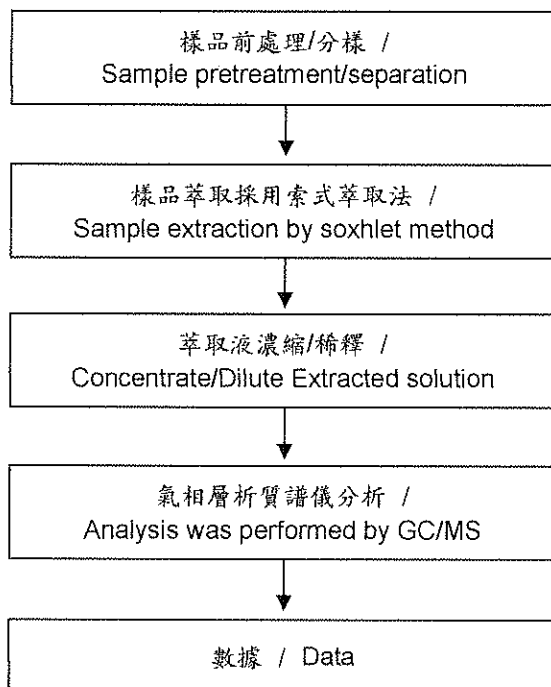 樣品前處理/分樣 /
Sample pretreatment/separation
樣品萃取採用索式萃取法 /
Sample extraction by soxhlet method
萃取液濃縮/稀釋 /
Concentrate/Dilute Extracted solution
氣相層析質譜儀分析 /
Analysis was performed by GC/MS
數據 / Data